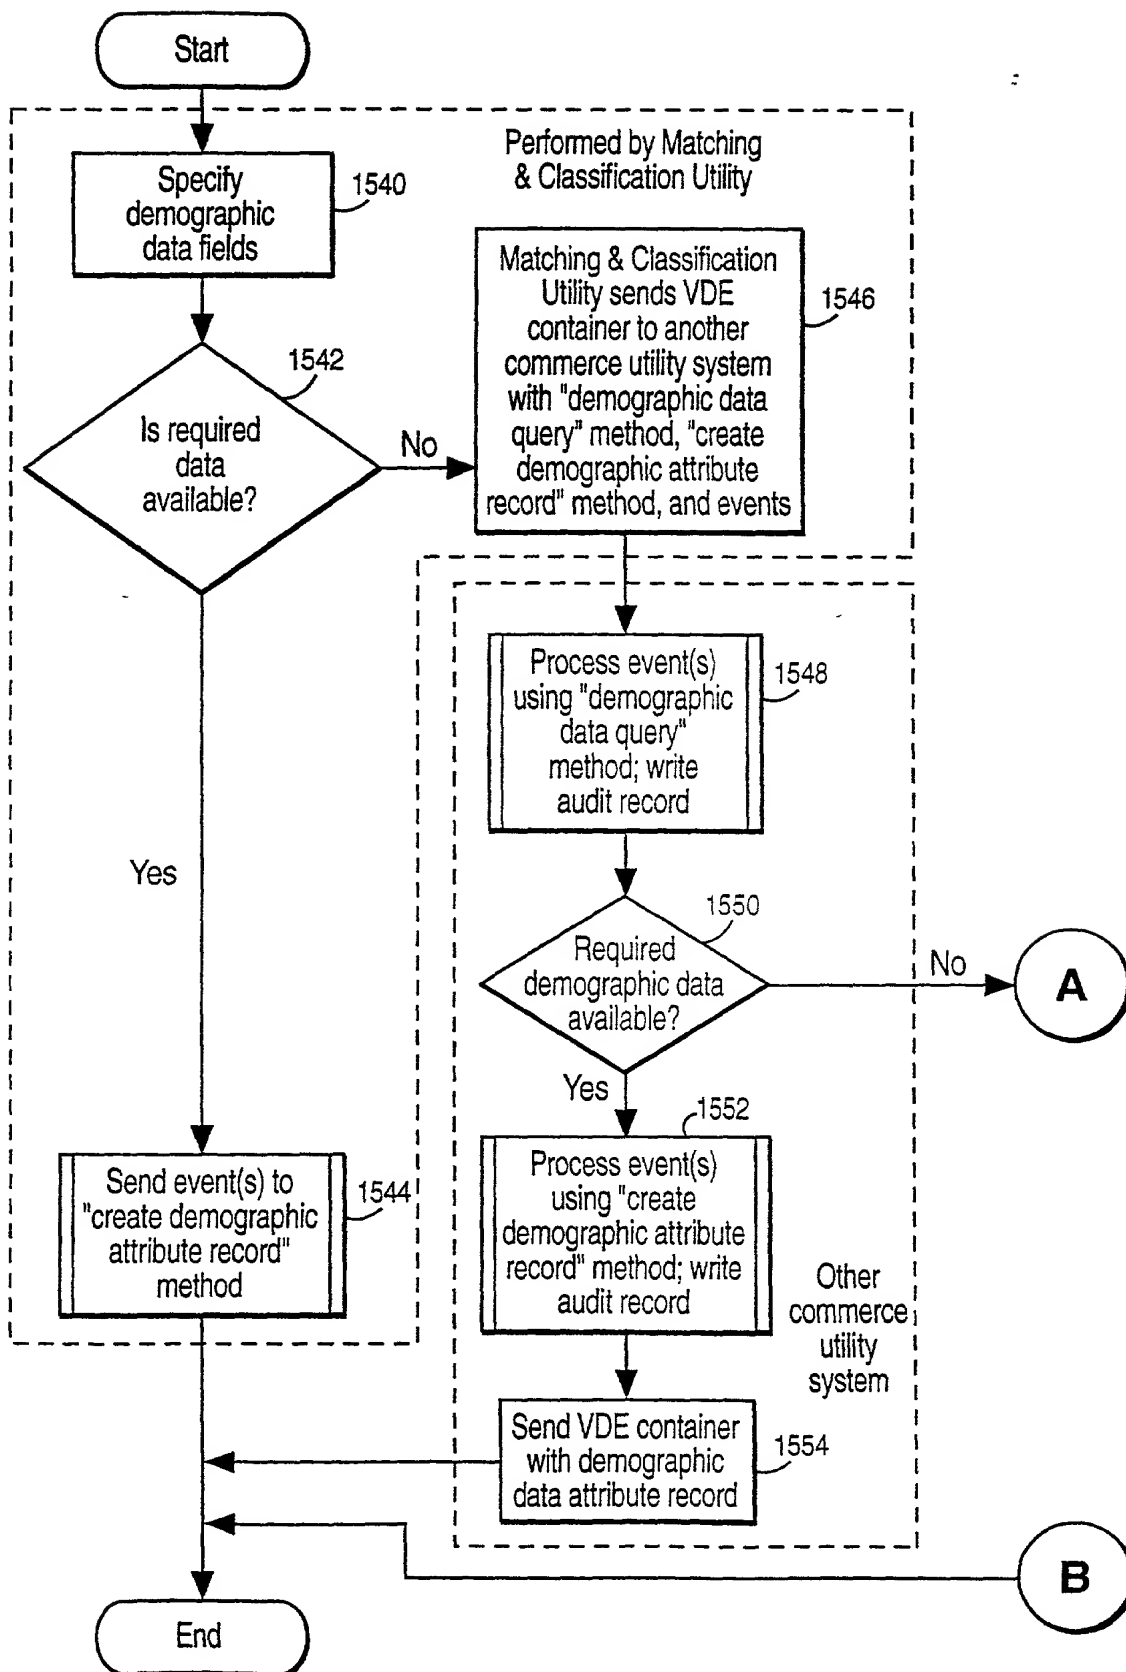 Start
Performed by Matching
& Classification Utility
Specify
demographic
data fields
1540
Matching & Classification
Utility sends VDE
container to another
commerce utility system
with "demographic data
query" method, "create
demographic attribute
record" method, and events
1546
1542
Is required
data
available?
No
Process event(s)
using "demographic
data query"
method; write
audit record
1548
Yes
1550
Required
demographic data
available?
No
A
Yes
1552
Process event(s)
using "create
demographic attribute
record" method; write
audit record
Send event(s) to
"create demographic
attribute record"
method
1544
Other
commerce
utility
system
Send VDE container
with demographic
data attribute record
1554
B
End